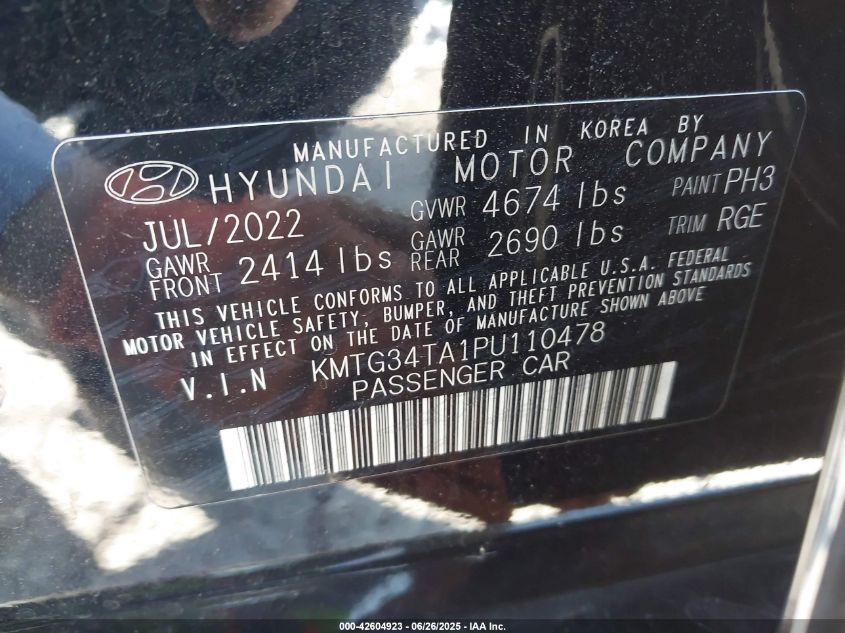 MANUFACTURED IN KOREA BY
HYUNDAI MOTOR COMPANY
JUL/2022 GVWR 4674 lbs PAINT PH3
GAWR FRONT 2414 lbs GAWR REAR 2690 lbs TRIM RGE
THIS VEHICLE CONFORMS TO ALL APPLICABLE U.S.A. FEDERAL
MOTOR VEHICLE SAFETY, BUMPER, AND THEFT PREVENTION STANDARDS
IN EFFECT ON THE DATE OF MANUFACTURE SHOWN ABOVE
V.I.N KMTG34TA1PU110478
PASSENGER CAR
000-42604923 - 06/26/2025 - IAA Inc.